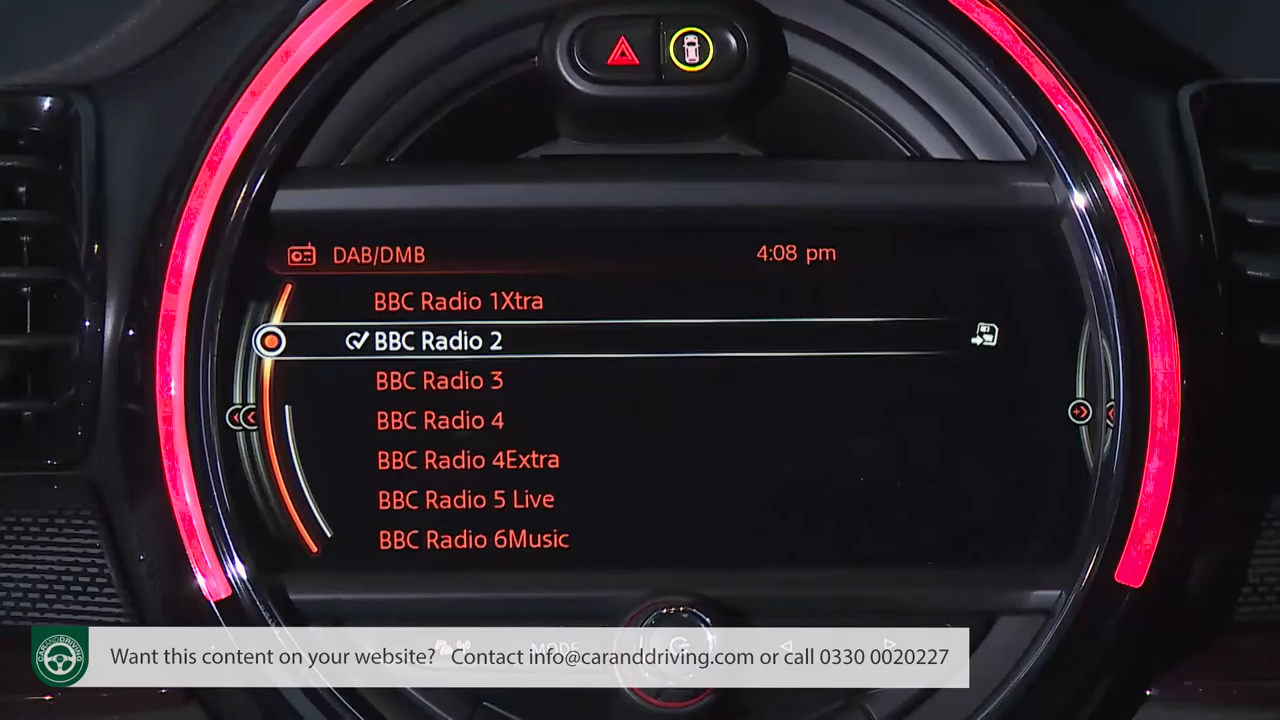 DAB/DMB 4:08 pm
BBC Radio 1Xtra
BBC Radio 2
BBC Radio 3
BBC Radio 4
BBC Radio 4Extra
BBC Radio 5 Live
BBC Radio 6Music
MODE
CARANDDRIVING
Want this content on your website? Contact info@caranddriving.com or call 0330 0020227